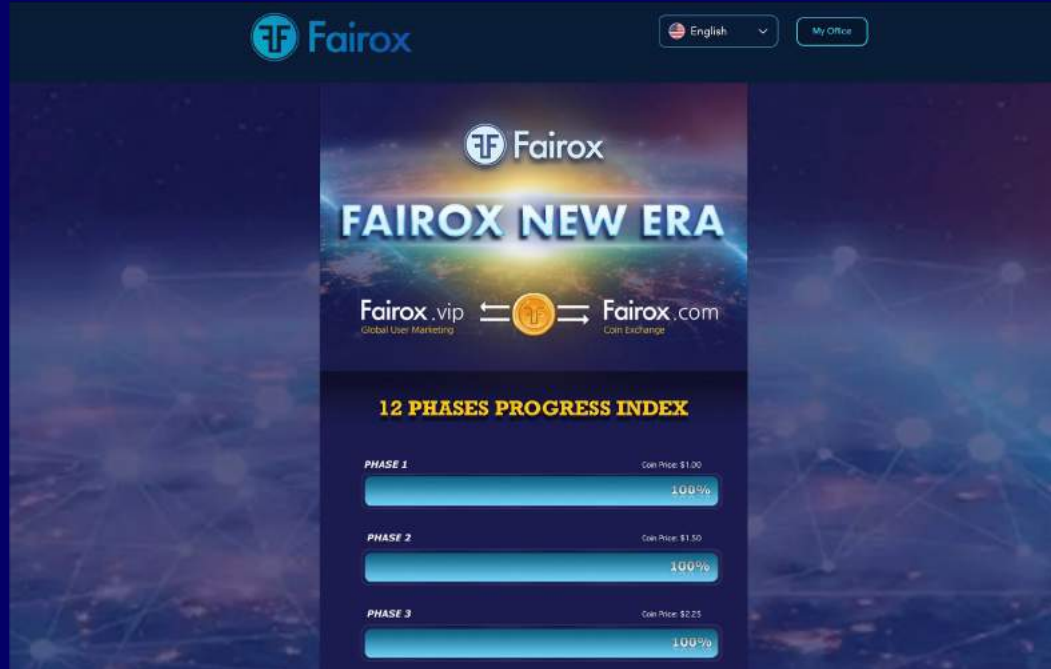 Fairox
English
My Office
Fairox
FAIROX NEW ERA
Fairox.vip
Global User Marketing
Fairox.com
Coin Exchange
12 PHASES PROGRESS INDEX
PHASE 1
Coin Price: $1.00
100%
PHASE 2
Coin Price: $1.50
100%
PHASE 3
Coin Price: $2.25
100%